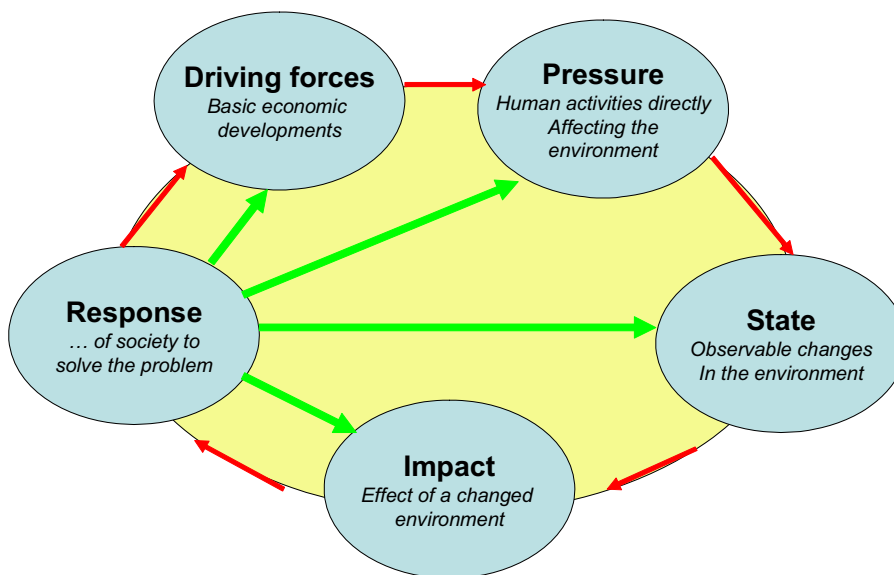 Driving forces
Basic economic
developments
Pressure
Human activities directly
Affecting the
environment
Response
… of society to
solve the problem
State
Observable changes
In the environment
Impact
Effect of a changed
environment